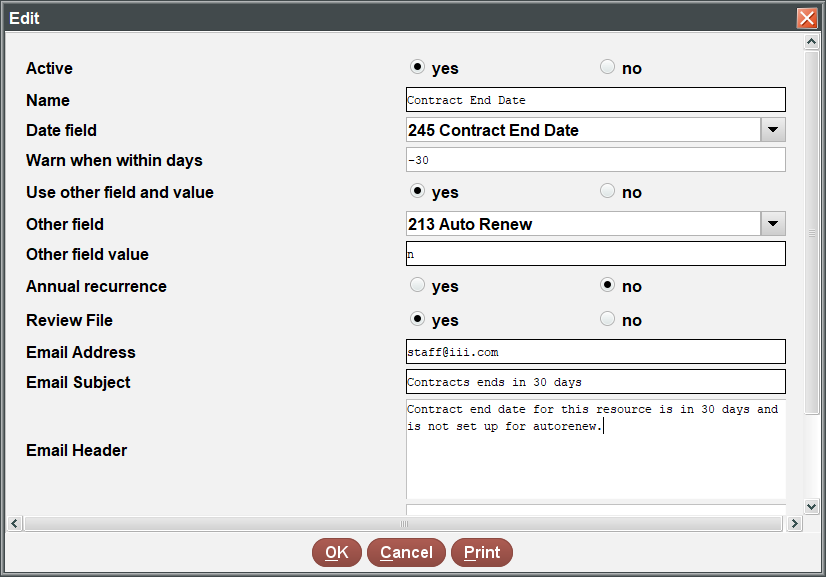 Edit
Active yes no
Name Contract End Date
Date field 245 Contract End Date
Warn when within days -30
Use other field and value yes no
Other field 213 Auto Renew
Other field value n
Annual recurrence yes no
Review File yes no
Email Address staff@iii.com
Email Subject Contracts ends in 30 days
Email Header Contract end date for this resource is in 30 days and
is not set up for autorenew.
OK Cancel Print